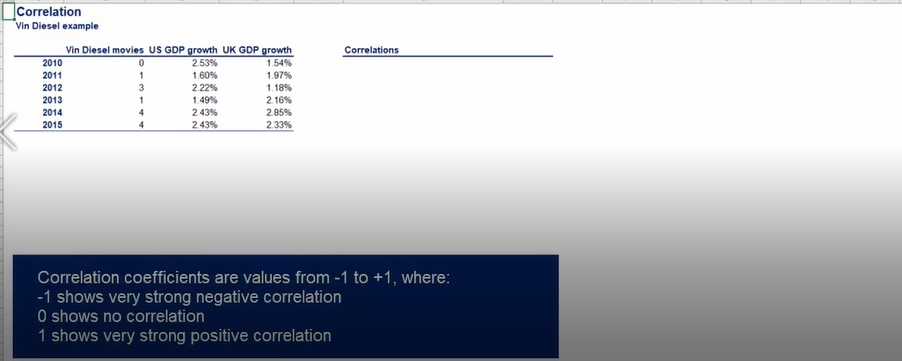 Correlation
Vin Diesel example
Vin Diesel movies US GDP growth UK GDP growth Correlations
2010 0 2.53% 1.54%
2011 1 1.60% 1.97%
2012 3 2.22% 1.18%
2013 1 1.49% 2.16%
2014 4 2.43% 2.85%
2015 4 2.43% 2.33%
Correlation coefficients are values from -1 to +1, where:
-1 shows very strong negative correlation
0 shows no correlation
1 shows very strong positive correlation